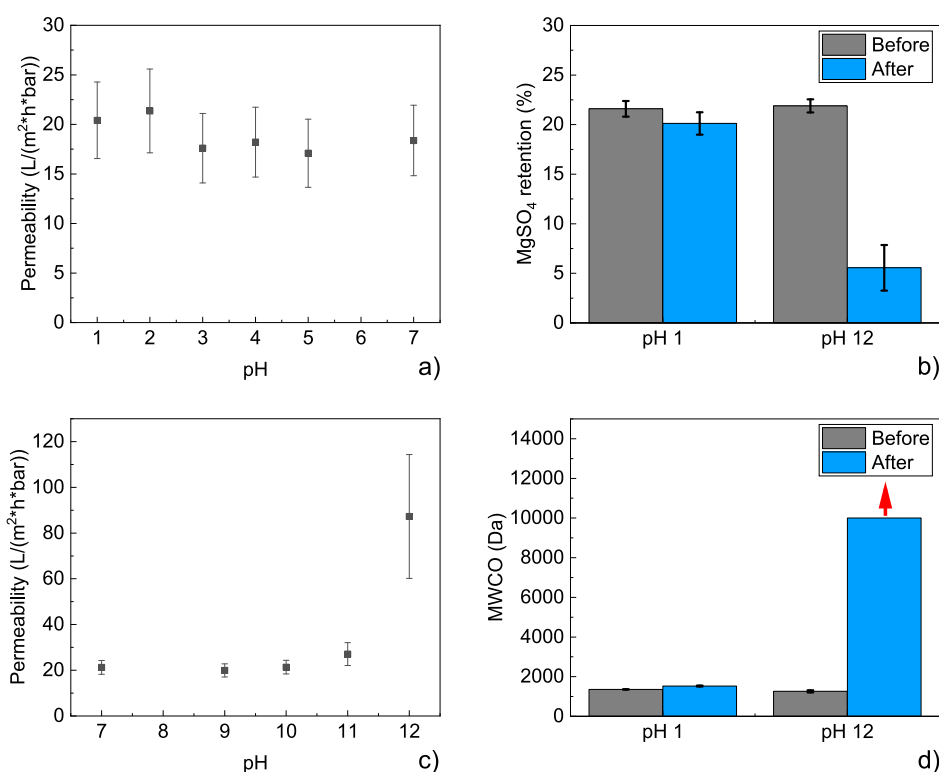 Permeability (L/(m²*h*bar))
30
25
20
15
10
5
0
1 2 3 4 5 6 7
pH
a)
MgSO₄ retention (%)
30
25
20
15
10
5
0
Before
After
pH 1 pH 12
b)
Permeability (L/(m²*h*bar))
120
100
80
60
40
20
0
7 8 9 10 11 12
pH
c)
MWCO (Da)
14000
12000
10000
8000
6000
4000
2000
0
Before
After
pH 1 pH 12
d)